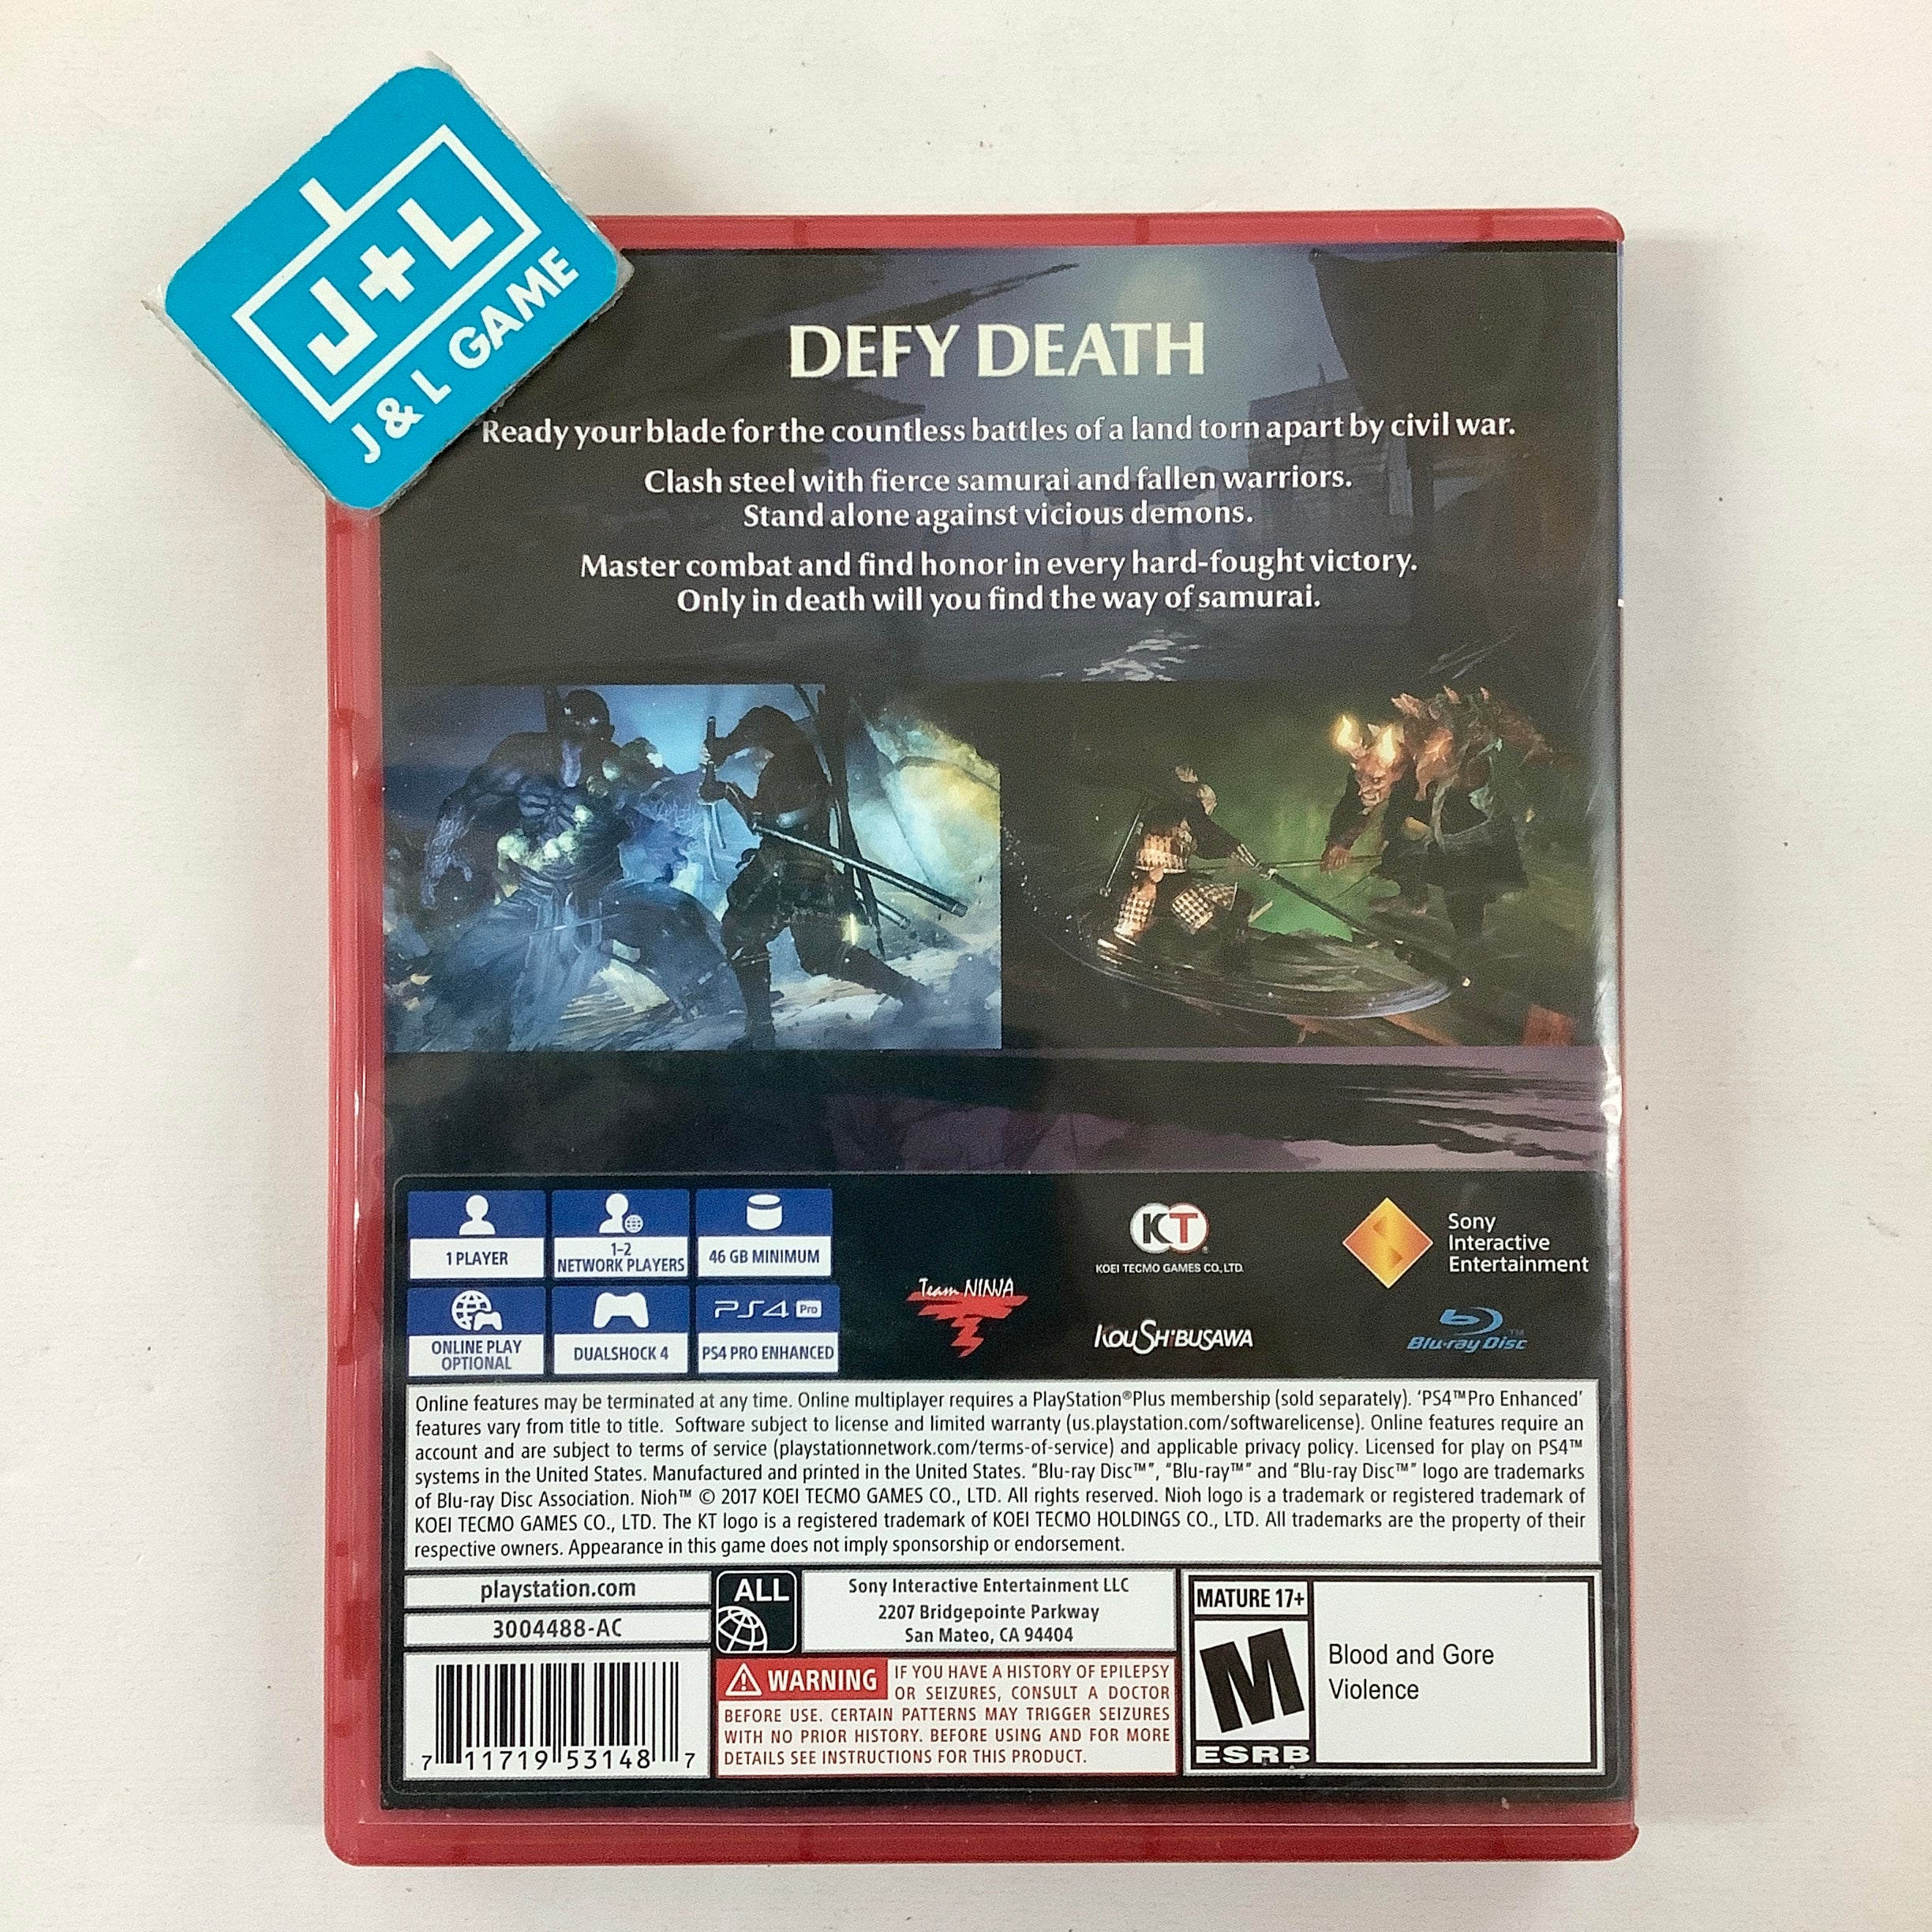 J+L
J & L GAME
DEFY DEATH
Ready your blade for the countless battles of a land torn apart by civil war.
Clash steel with fierce samurai and fallen warriors.
Stand alone against vicious demons.
Master combat and find honor in every hard-fought victory.
Only in death will you find the way of samurai.
1 PLAYER
1–2
NETWORK PLAYERS
46 GB MINIMUM
ONLINE PLAY
OPTIONAL
DUALSHOCK 4
PS4 Pro
PS4 PRO ENHANCED
Team NINJA
KT
KOEI TECMO GAMES CO., LTD.
KOU SHIBUSAWA
Sony
Interactive
Entertainment
Blu-ray Disc™
Online features may be terminated at any time. Online multiplayer requires a PlayStation®Plus membership (sold separately). ‘PS4™Pro Enhanced’
features vary from title to title. Software subject to license and limited warranty (us.playstation.com/softwarelicense). Online features require an
account and are subject to terms of service (playstationnetwork.com/terms-of-service) and applicable privacy policy. Licensed for play on PS4™
systems in the United States. Manufactured and printed in the United States. “Blu-ray Disc™”, “Blu-ray™” and “Blu-ray Disc™” logo are trademarks
of Blu-ray Disc Association. Nioh™ © 2017 KOEI TECMO GAMES CO., LTD. All rights reserved. Nioh logo is a trademark or registered trademark of
KOEI TECMO GAMES CO., LTD. The KT logo is a registered trademark of KOEI TECMO HOLDINGS CO., LTD. All trademarks are the property of their
respective owners. Appearance in this game does not imply sponsorship or endorsement.
playstation.com
3004488-AC
7 11719 53148 7
ALL
Sony Interactive Entertainment LLC
2207 Bridgepointe Parkway
San Mateo, CA 94404
WARNING IF YOU HAVE A HISTORY OF EPILEPSY
OR SEIZURES, CONSULT A DOCTOR
BEFORE USE. CERTAIN PATTERNS MAY TRIGGER SEIZURES
WITH NO PRIOR HISTORY. BEFORE USING AND FOR MORE
DETAILS SEE INSTRUCTIONS FOR THIS PRODUCT.
MATURE 17+
M
ESRB
Blood and Gore
Violence